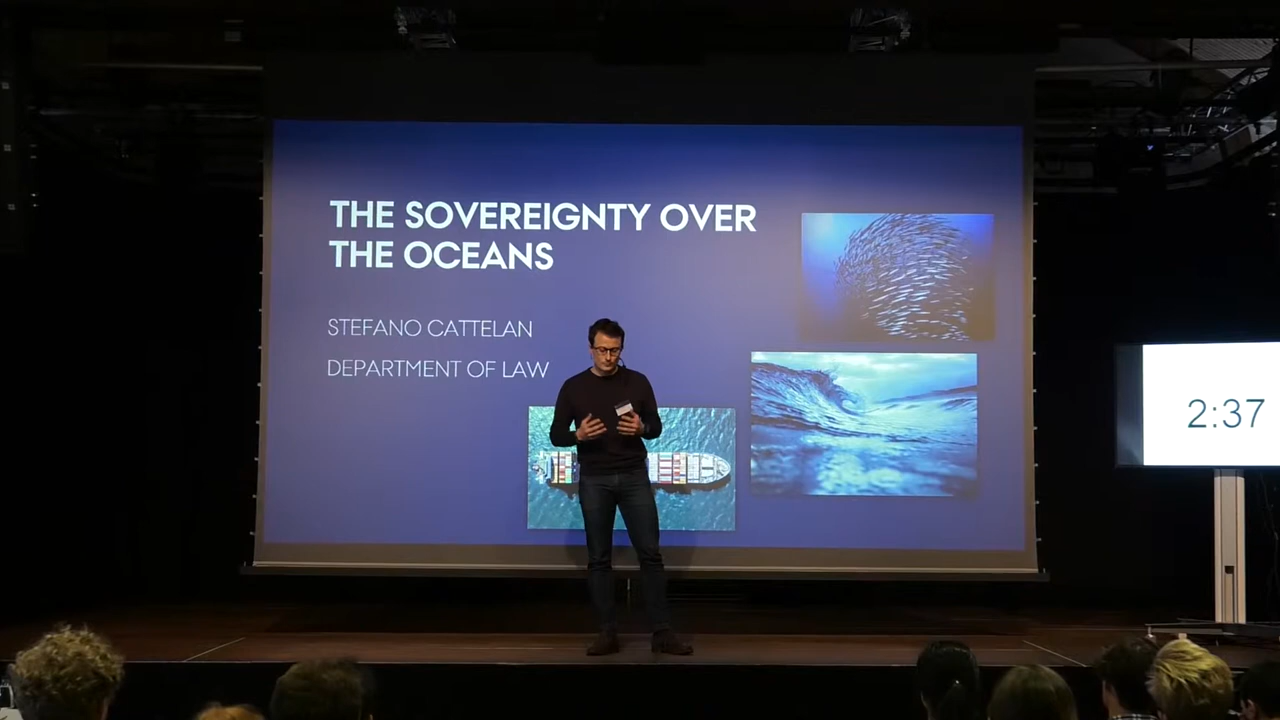 THE SOVEREIGNTY OVER
THE OCEANS
STEFANO CATTELAN
DEPARTMENT OF LAW
2:37